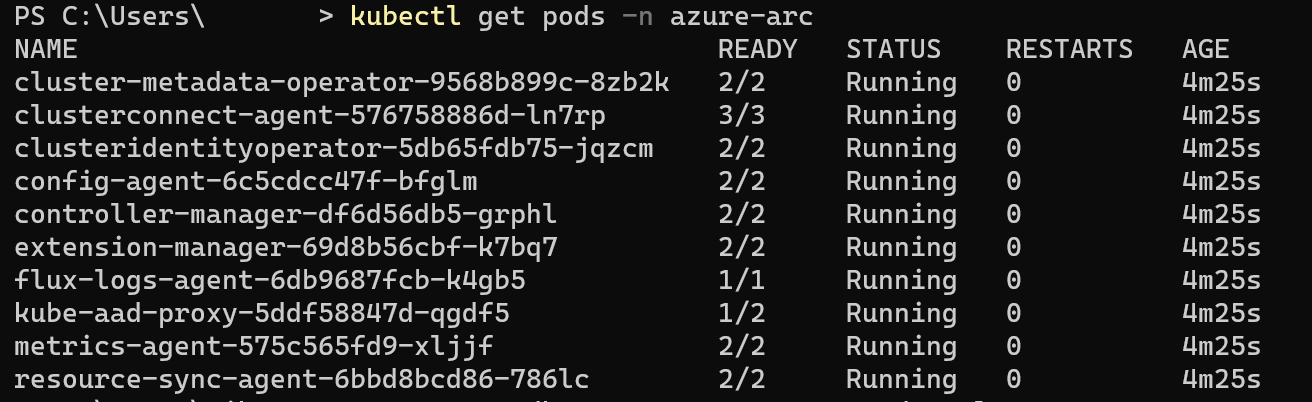 PS C:\Users\ > kubectl get pods -n azure-arc
NAME READY STATUS RESTARTS AGE
cluster-metadata-operator-9568b899c-8zb2k 2/2 Running 0 4m25s
clusterconnect-agent-576758886d-ln7rp 3/3 Running 0 4m25s
clusteridentityoperator-5db65fdb75-jqzcm 2/2 Running 0 4m25s
config-agent-6c5cdcc47f-bfglm 2/2 Running 0 4m25s
controller-manager-df6d56db5-grphl 2/2 Running 0 4m25s
extension-manager-69d8b56cbf-k7bq7 2/2 Running 0 4m25s
flux-logs-agent-6db9687fcb-k4gb5 1/1 Running 0 4m25s
kube-aad-proxy-5ddf58847d-qgdf5 1/2 Running 0 4m25s
metrics-agent-575c565fd9-xljjf 2/2 Running 0 4m25s
resource-sync-agent-6bbd8bcd86-786lc 2/2 Running 0 4m25s